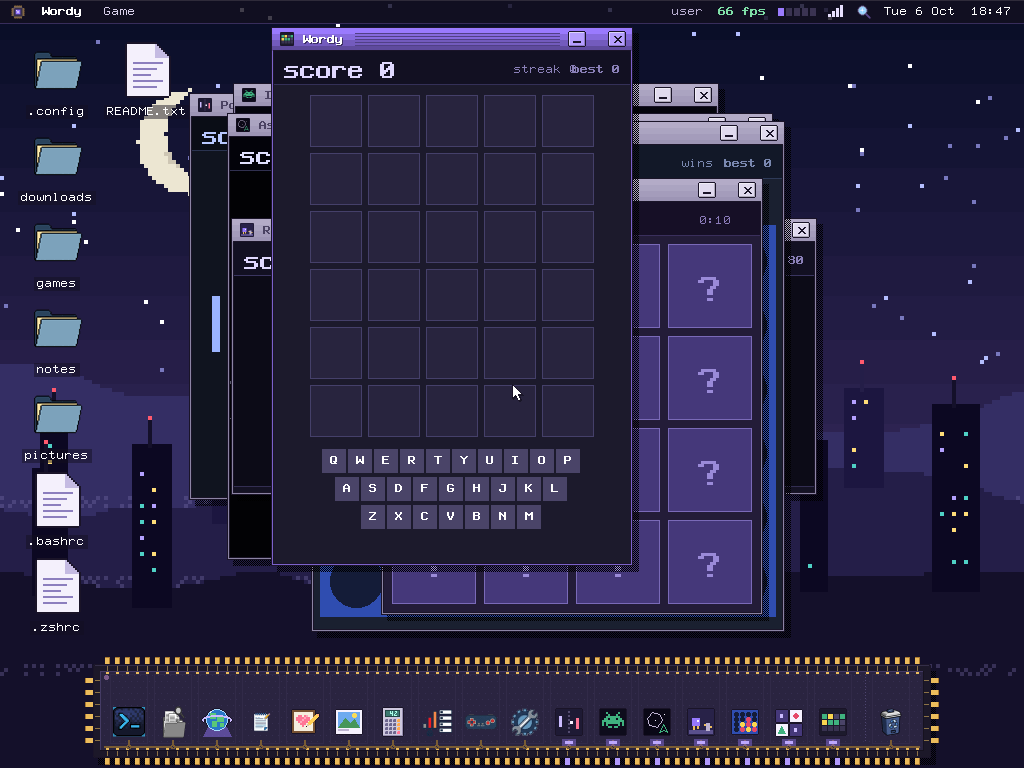 Wordy Game user 66 fps Tue 6 Oct 18:47
.config
README.txt
downloads
games
notes
pictures
.bashrc
.zshrc
Wordy
score 0 streak best 0
Q W E R T Y U I O P
A S D F G H J K L
Z X C V B N M
wins best 0
0:10
?
?
?
?